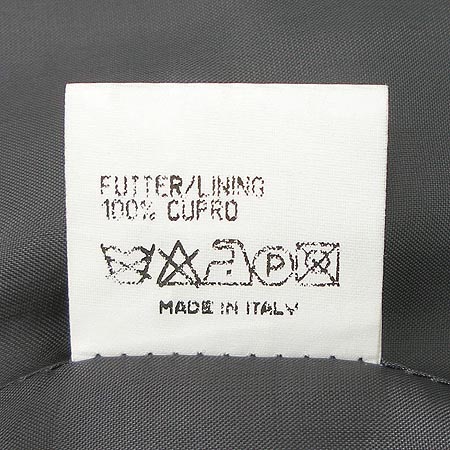 FUTTER/LINING
100% CUPRO
P
MADE IN ITALY